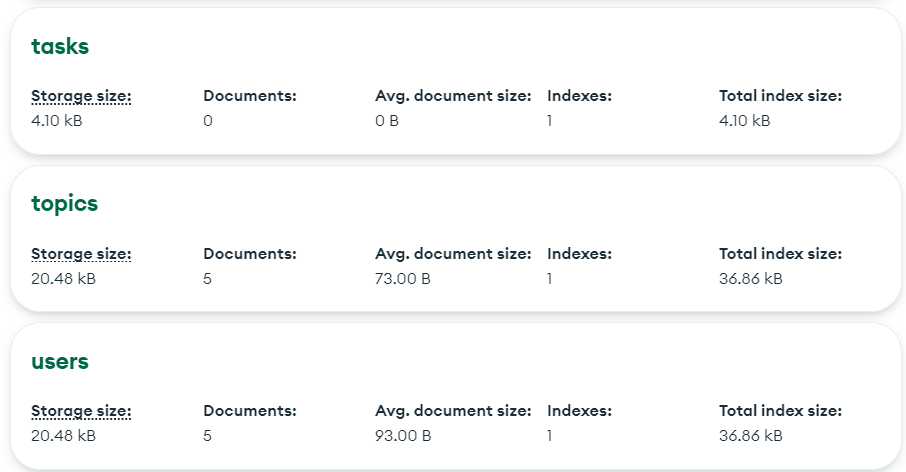 tasks
Storage size: Documents: Avg. document size: Indexes: Total index size:
4.10 kB 0 0 B 1 4.10 kB
topics
Storage size: Documents: Avg. document size: Indexes: Total index size:
20.48 kB 5 73.00 B 1 36.86 kB
users
Storage size: Documents: Avg. document size: Indexes: Total index size:
20.48 kB 5 93.00 B 1 36.86 kB